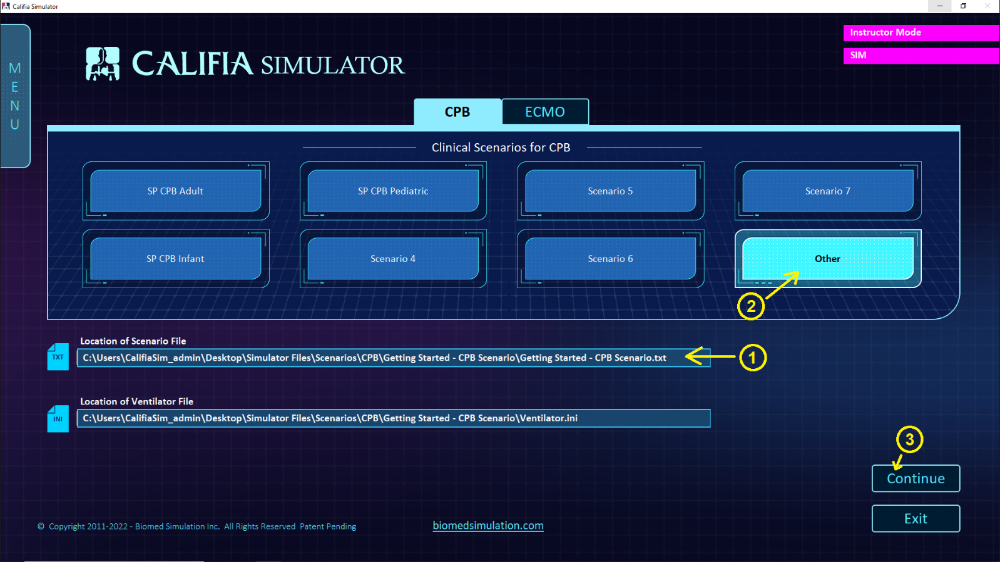 Califia Simulator
MENU
Instructor Mode
SIM
CALIFIA SIMULATOR
CPB
ECMO
Clinical Scenarios for CPB
SP CPB Adult
SP CPB Pediatric
Scenario 5
Scenario 7
SP CPB Infant
Scenario 4
Scenario 6
Other
2
Location of Scenario File
TXT
C:\Users\CalifiaSim_admin\Desktop\Simulator Files\Scenarios\CPB\Getting Started - CPB Scenario\Getting Started - CPB Scenario.txt
1
Location of Ventilator File
INI
C:\Users\CalifiaSim_admin\Desktop\Simulator Files\Scenarios\CPB\Getting Started - CPB Scenario\Ventilator.ini
3
Continue
Exit
© Copyright 2011-2022 - Biomed Simulation Inc. All Rights Reserved Patent Pending
biomedsimulation.com